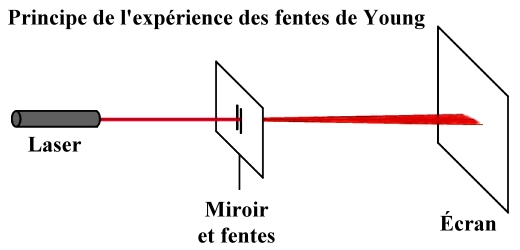 Principe de l'expérience des fentes de Young
Laser
Miroir
et fentes
Écran